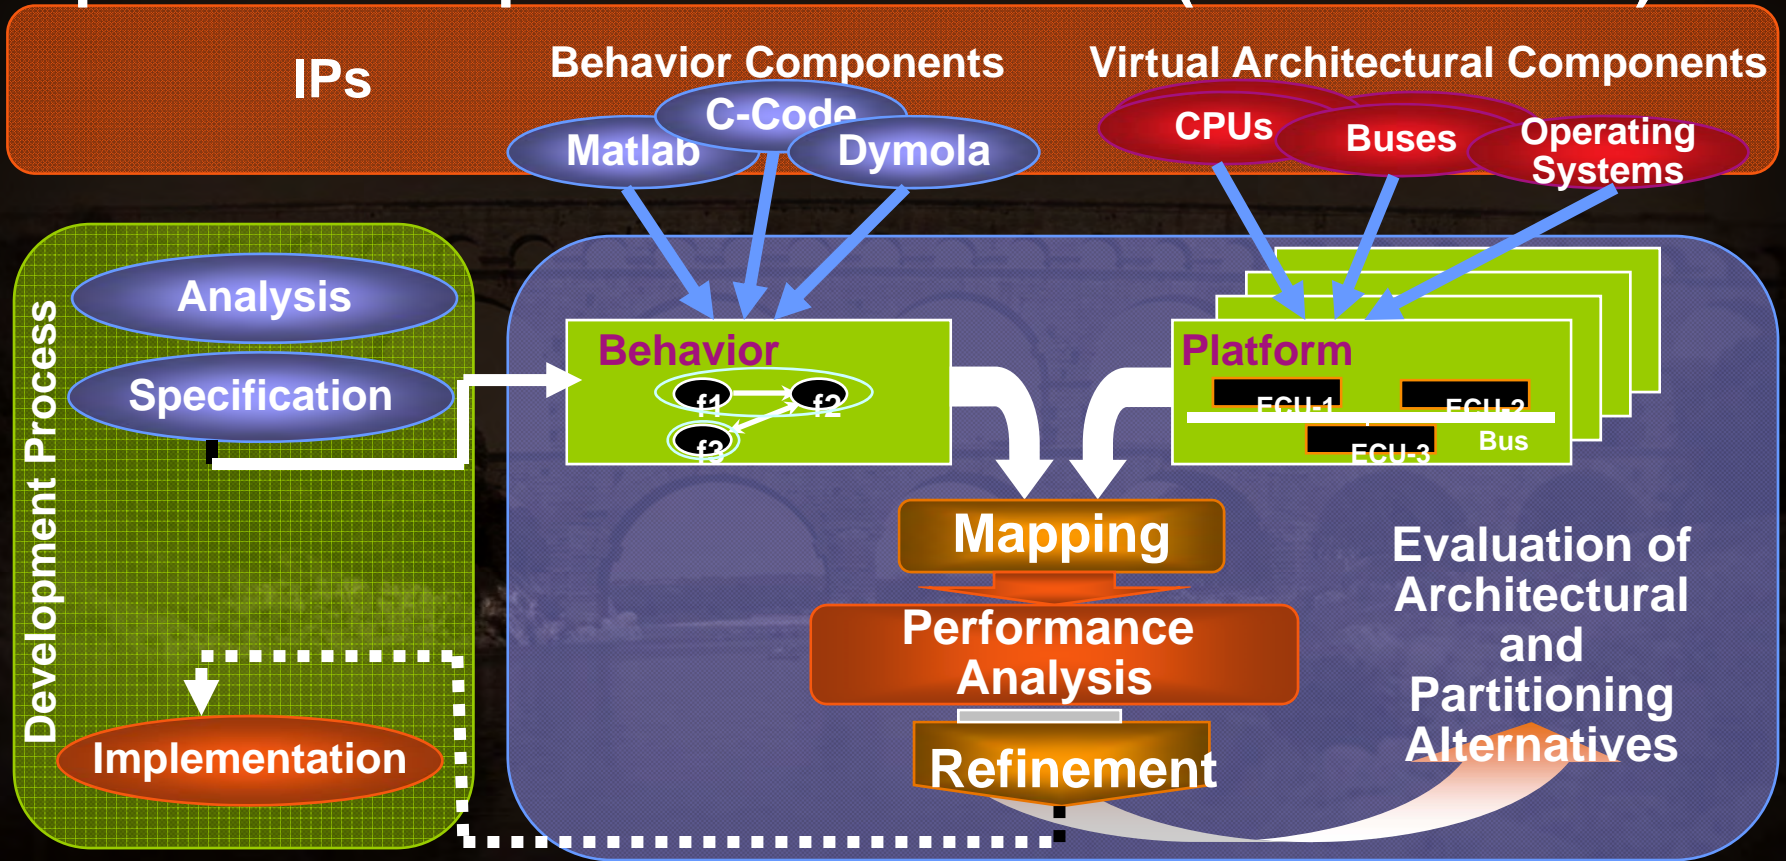 IPs
Behavior Components
Virtual Architectural Components
C-Code
Matlab
Dymola
CPUs
Buses
Operating
Systems
Development Process
Analysis
Specification
Implementation
Behavior
f1
f2
f3
Platform
ECU-1
ECU-2
ECU-3
Bus
Mapping
Performance
Analysis
Refinement
Evaluation of
Architectural
and
Partitioning
Alternatives